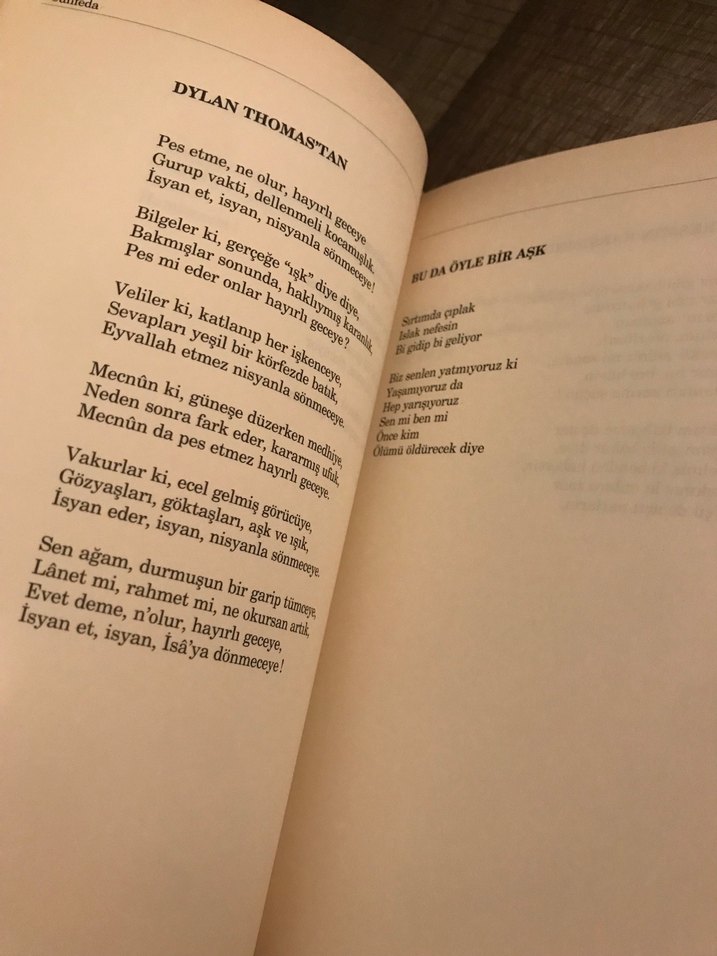 DYLAN THOMAS'TAN
Pes etme, ne olur, hayırlı geceye
Gurup vakti, dellenmeli kocamışlık.
İsyan et, isyan, nisyanla sönmeceye!
Bilgeler ki, gerçeğe "ışk" diye diye,
Bakmışlar sonunda, haklıymış karanlık,
Pes mi eder onlar hayırlı geceye?
Veliler ki, katlanıp her işkenceye,
Sevapları yeşil bir körfezde batık,
Eyvallah etmez nisyanla sönmeceye.
Mecnûn ki, güneşe düzerken medhiye,
Neden sonra fark eder, kararmış ufuk,
Mecnûn da pes etmez hayırlı geceye.
Vakurlar ki, ecel gelmiş görücüye,
Gözyaşları, göktaşları, aşk ve ışık,
İsyan eder, isyan, nisyanla sönmeceye.
Sen ağam, durmuşun bir garip tümceye,
Lânet mi, rahmet mi, ne okursan artık,
Evet deme, n'olur, hayırlı geceye,
İsyan et, isyan, İsâ'ya dönmeceye!
BU DA ÖYLE BİR AŞK
Sırtımda çıplak
Islak nefesin
Bi gidip bi geliyor
Biz senlen yatmıyoruz ki
Yaşamıyoruz da
Hep yarışıyoruz
Sen mi ben mi
Önce kim
Ölümü öldürecek diye